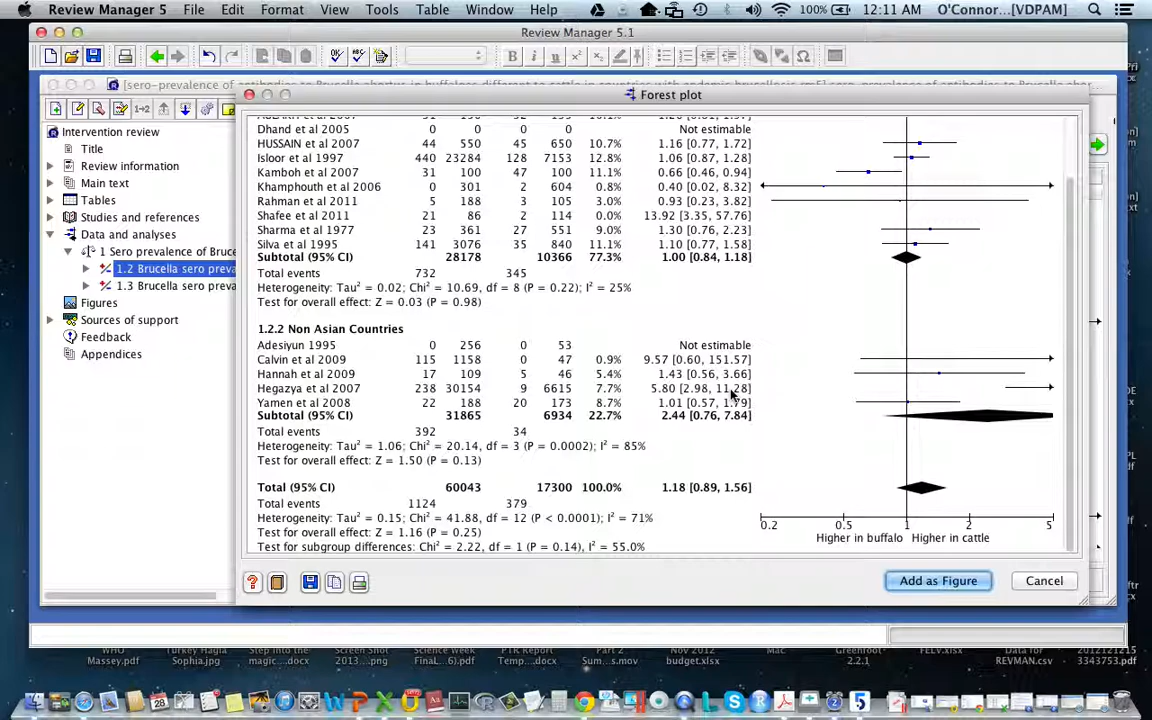 Review Manager 5 File Edit Format View Tools Table Window Help 100% 12:11 AM O'Connor...[VDPAM]
Review Manager 5.1
Forest plot
Intervention review
Title
Review information
Main text
Tables
Studies and references
Data and analyses
1 Sero prevalence of Bruce
1.2 Brucella sero preva
1.3 Brucella sero preva
Figures
Sources of support
Feedback
Appendices
Dhand et al 2005 0 0 0 0 Not estimable
HUSSAIN et al 2007 44 550 45 650 10.7% 1.16 [0.77, 1.72]
Isloor et al 1997 440 23284 128 7153 12.8% 1.06 [0.87, 1.28]
Kamboh et al 2007 31 100 47 100 11.1% 0.66 [0.46, 0.94]
Khamphouth et al 2006 0 301 2 604 0.8% 0.40 [0.02, 8.32]
Rahman et al 2011 5 188 3 105 3.0% 0.93 [0.23, 3.82]
Shafee et al 2011 21 86 2 114 0.0% 13.92 [3.35, 57.76]
Sharma et al 1977 23 361 27 551 9.0% 1.30 [0.76, 2.23]
Silva et al 1995 141 3076 35 840 11.1% 1.10 [0.77, 1.58]
Subtotal (95% CI) 28178 10366 77.3% 1.00 [0.84, 1.18]
Total events 732 345
Heterogeneity: Tau² = 0.02; Chi² = 10.69, df = 8 (P = 0.22); I² = 25%
Test for overall effect: Z = 0.03 (P = 0.98)
1.2.2 Non Asian Countries
Adesiyun 1995 0 256 0 53 Not estimable
Calvin et al 2009 115 1158 0 47 0.9% 9.57 [0.60, 151.57]
Hannah et al 2009 17 109 5 46 5.4% 1.43 [0.56, 3.66]
Hegazya et al 2007 238 30154 9 6615 7.7% 5.80 [2.98, 11.28]
Yamen et al 2008 22 188 20 173 8.7% 1.01 [0.57, 1.79]
Subtotal (95% CI) 31865 6934 22.7% 2.44 [0.76, 7.84]
Total events 392 34
Heterogeneity: Tau² = 1.06; Chi² = 20.14, df = 3 (P = 0.0002); I² = 85%
Test for overall effect: Z = 1.50 (P = 0.13)
Total (95% CI) 60043 17300 100.0% 1.18 [0.89, 1.56]
Total events 1124 379
Heterogeneity: Tau² = 0.15; Chi² = 41.88, df = 12 (P < 0.0001); I² = 71%
Test for overall effect: Z = 1.16 (P = 0.25)
Test for subgroup differences: Chi² = 2.22, df = 1 (P = 0.14), I² = 55.0%
0.2 0.5 1 2 5
Higher in buffalo Higher in cattle
Add as Figure Cancel